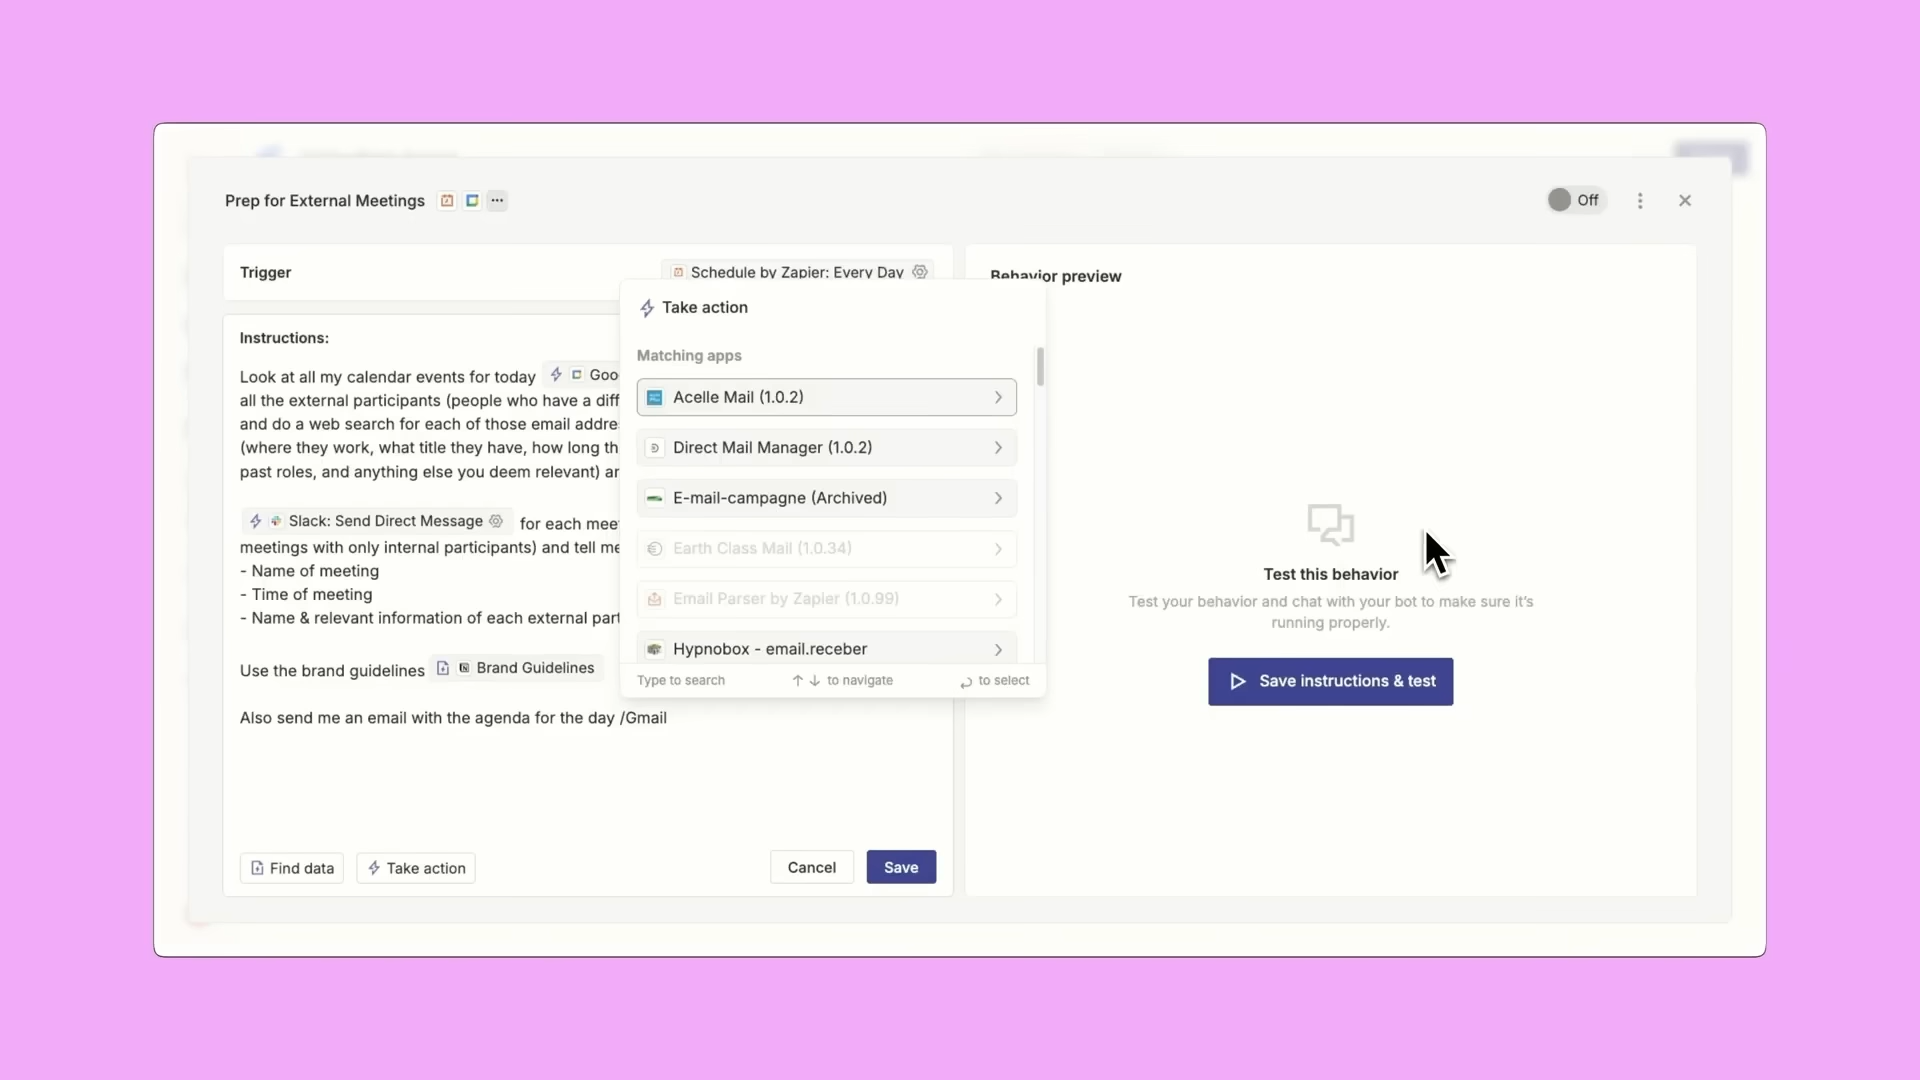 Prep for External Meetings
Off
Trigger
Schedule by Zapier: Every Day
Behavior preview
Take action
Instructions:
Matching apps
Look at all my calendar events for today Goo
all the external participants (people who have a diff
and do a web search for each of those email addre
(where they work, what title they have, how long th
past roles, and anything else you deem relevant) ar
Acelle Mail (1.0.2)
Direct Mail Manager (1.0.2)
E-mail-campagne (Archived)
Earth Class Mail (1.0.34)
Email Parser by Zapier (1.0.99)
Hypnobox - email.receber
Type to search
to navigate
to select
Slack: Send Direct Message for each mee
meetings with only internal participants) and tell me
- Name of meeting
- Time of meeting
- Name & relevant information of each external part
Use the brand guidelines Brand Guidelines
Also send me an email with the agenda for the day /Gmail
Find data
Take action
Cancel
Save
Test this behavior
Test your behavior and chat with your bot to make sure it's
running properly.
Save instructions & test